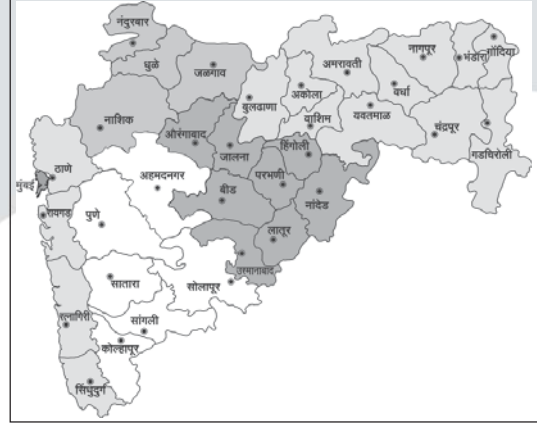 नंदुरबार
धुळे
जळगाव
नाशिक
बुलढाणा
अकोला
अमरावती
वाशिम
नागपूर
वर्धा
यवतमाळ
भंडारा
गोंदिया
चंद्रपूर
गडचिरोली
औरंगाबाद
जालना
हिंगोली
परभणी
नांदेड
बीड
लातूर
उस्मानाबाद
ठाणे
मुंबई
रायगड
अहमदनगर
पुणे
सातारा
सोलापूर
सांगली
कोल्हापूर
रत्नागिरी
सिंधुदुर्ग